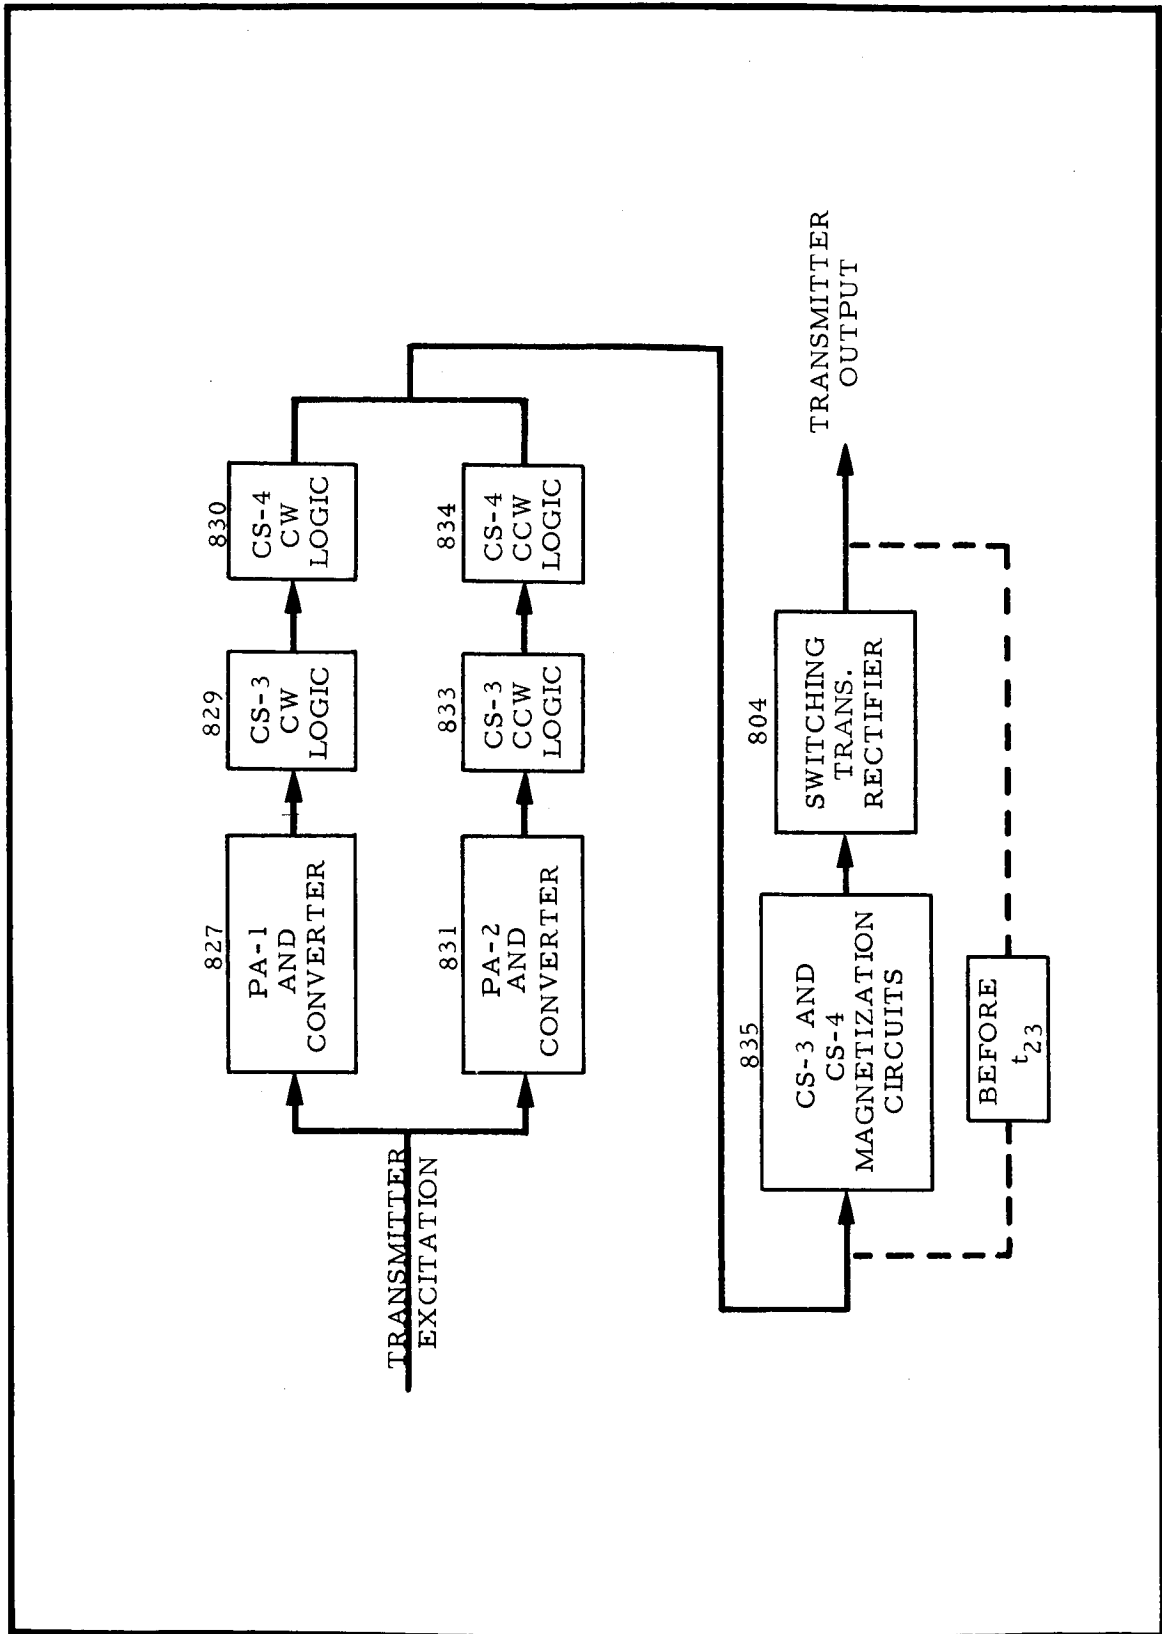 TRANSMITTER
EXCITATION
827
PA-1
AND
CONVERTER
829
CS-3
CW
LOGIC
830
CS-4
CW
LOGIC
831
PA-2
AND
CONVERTER
833
CS-3
CCW
LOGIC
834
CS-4
CCW
LOGIC
835
CS-3 AND
CS-4
MAGNETIZATION
CIRCUITS
804
SWITCHING
TRANS.
RECTIFIER
TRANSMITTER
OUTPUT
BEFORE
t23